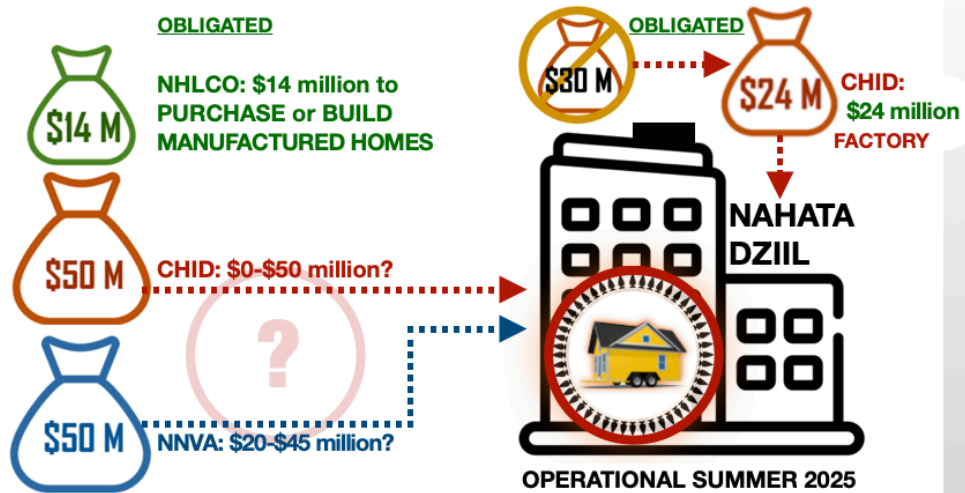 OBLIGATED
NHLCO: $14 million to
PURCHASE or BUILD
MANUFACTURED HOMES
$14 M
$50 M
CHID: $0-$50 million?
?
$50 M
NNVA: $20-$45 million?
$30 M
OBLIGATED
$24 M
CHID:
$24 million
FACTORY
NAHATA
DZIIL
OPERATIONAL SUMMER 2025